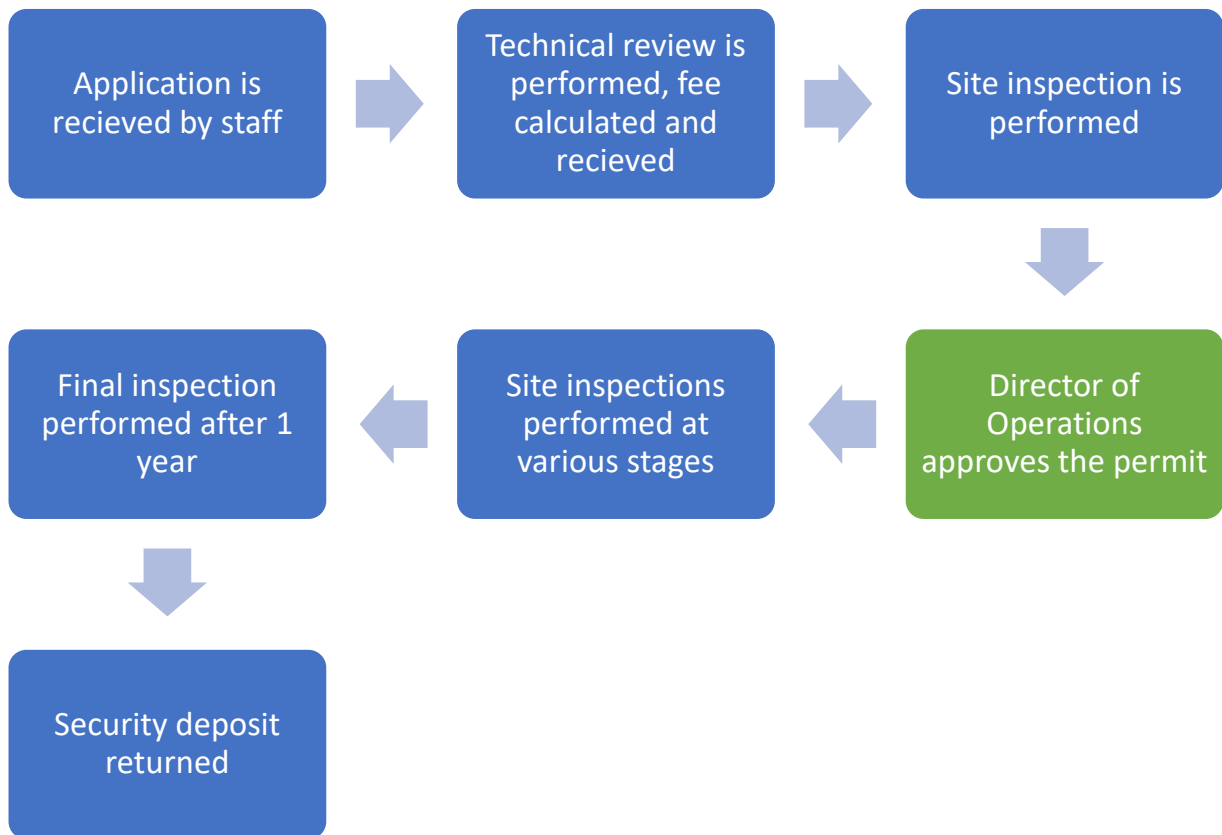 Application is
recieved by staff
Technical review is
performed, fee
calculated and
recieved
Site inspection is
performed
Director of
Operations
approves the permit
Site inspections
performed at
various stages
Final inspection
performed after 1
year
Security deposit
returned